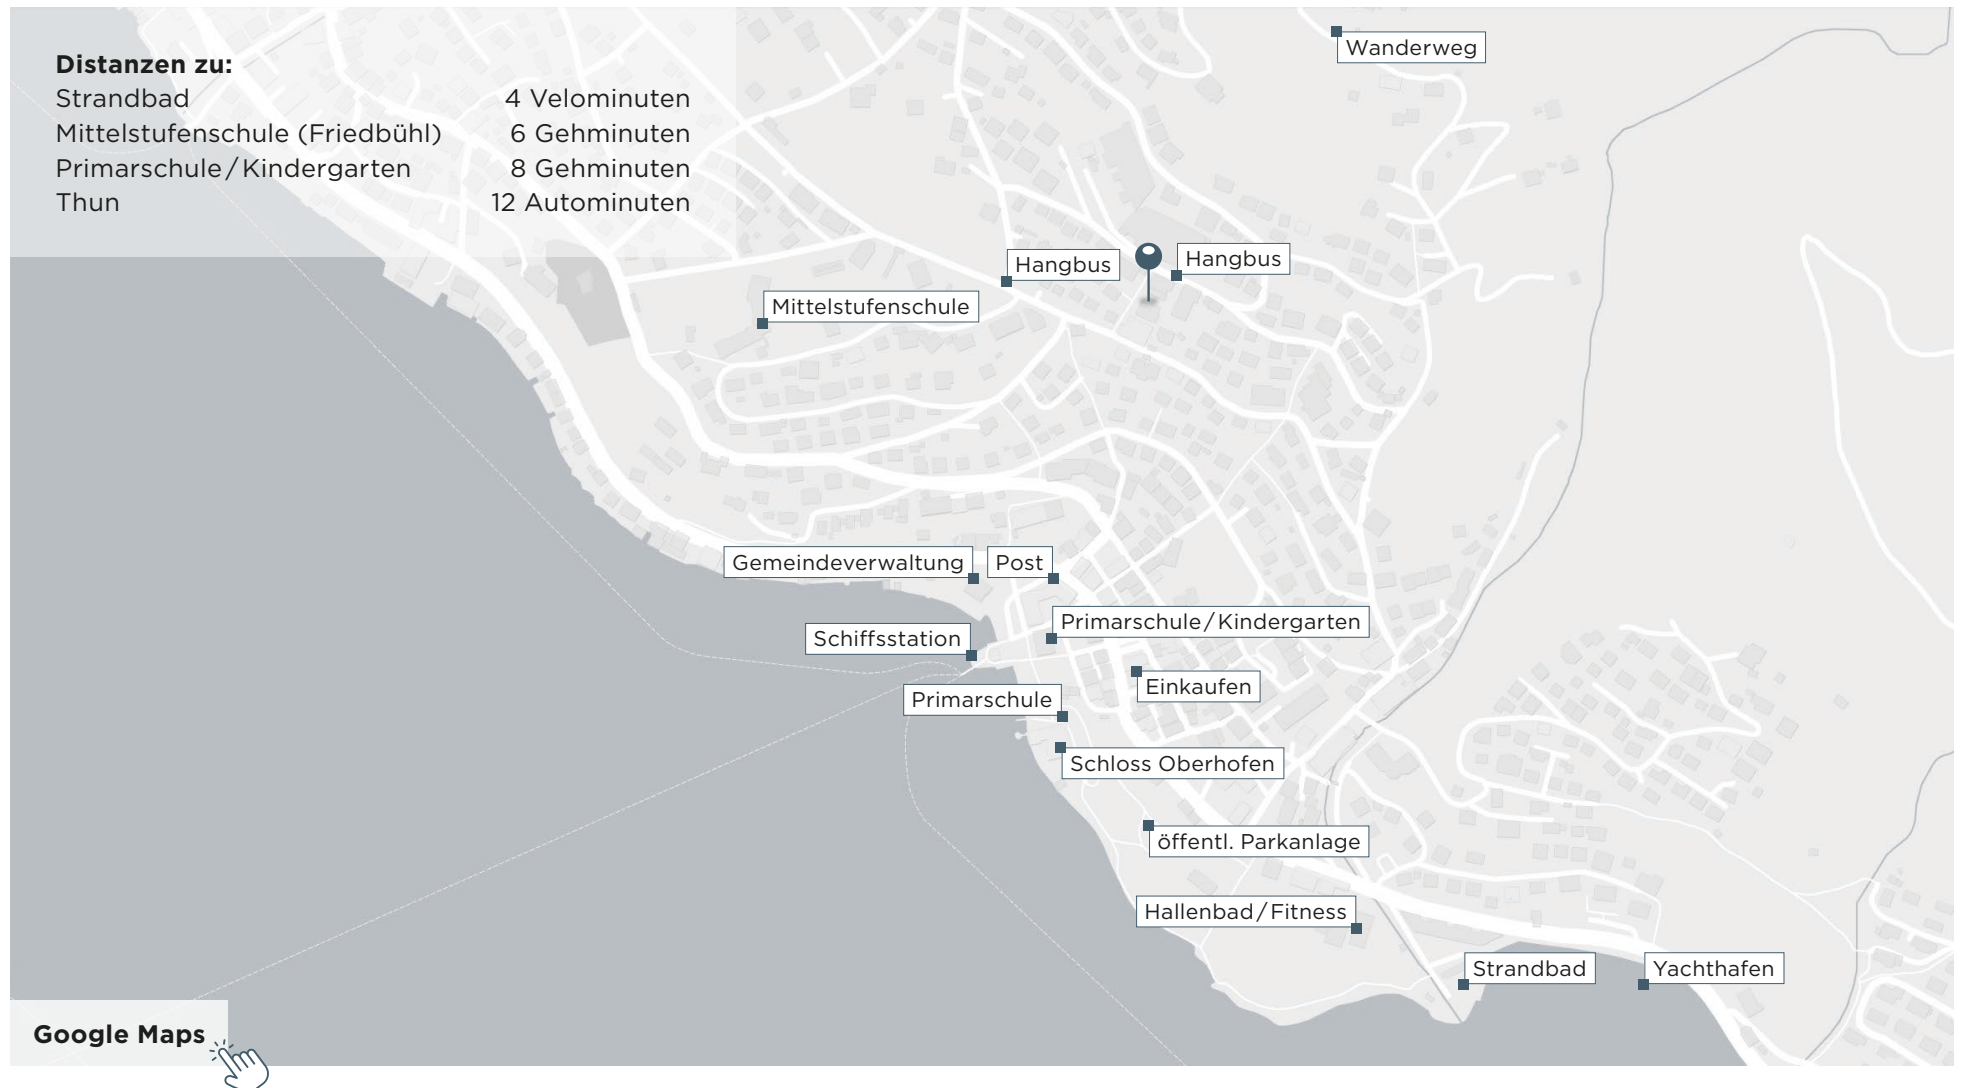 Distanzen zu:
Strandbad 4 Velominuten
Mittelstufenschule (Friedbühl) 6 Gehminuten
Primarschule/Kindergarten 8 Gehminuten
Thun 12 Autominuten
Wanderweg
Hangbus
Hangbus
Mittelstufenschule
Gemeindeverwaltung
Post
Primarschule/Kindergarten
Schiffsstation
Einkaufen
Primarschule
Schloss Oberhofen
öffentl. Parkanlage
Hallenbad/Fitness
Strandbad
Yachthafen
Google Maps